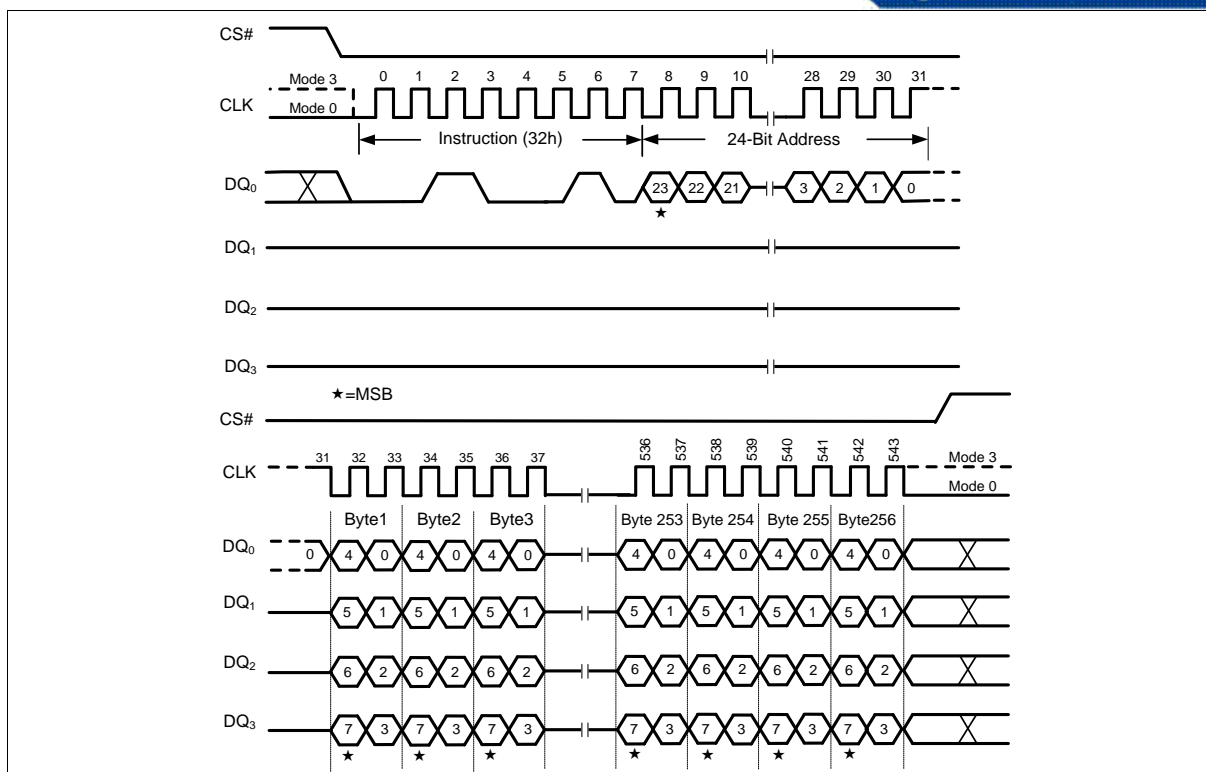 CS#
Mode 3 0 1 2 3 4 5 6 7 8 9 10 28 29 30 31
CLK
Mode 0
Instruction (32h) 24-Bit Address
DQ0 23 22 21 3 2 1 0
★
DQ1
DQ2
DQ3
★=MSB
CS#
31 32 33 34 35 36 37 536 537 538 539 540 541 542 543
CLK Mode 3
Mode 0
Byte1 Byte2 Byte3 Byte 253 Byte 254 Byte 255 Byte256
DQ0 0 4 0 4 0 4 0 4 0 4 0 4 0 4 0
DQ1 5 1 5 1 5 1 5 1 5 1 5 1 5 1
DQ2 6 2 6 2 6 2 6 2 6 2 6 2 6 2
DQ3 7 3 7 3 7 3 7 3 7 3 7 3 7 3
★ ★ ★ ★ ★ ★ ★